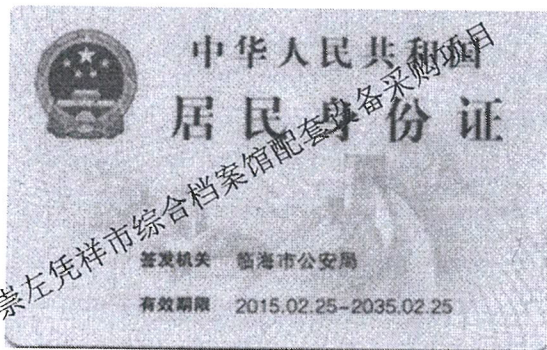 中华人民共和国
居民身份证
崇左凭祥市综合档案馆配套设备采购项目
签发机关 临海市公安局
有效期限 2015.02.25-2035.02.25